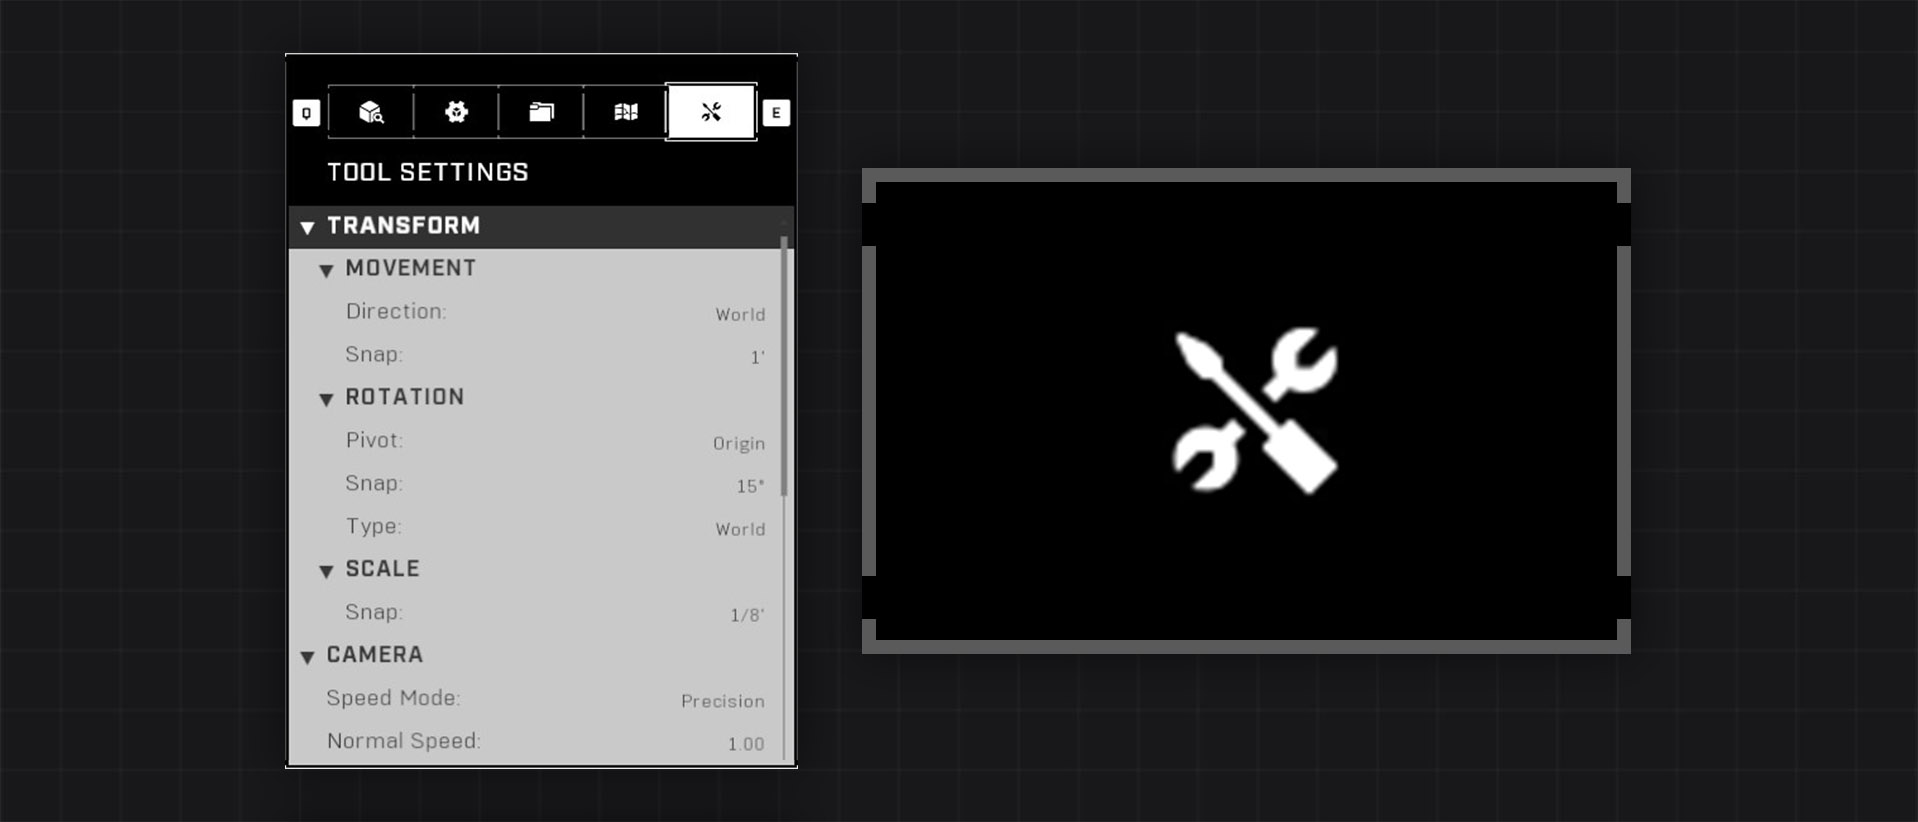 Q
E
TOOL SETTINGS
TRANSFORM
MOVEMENT
Direction: World
Snap: 1'
ROTATION
Pivot: Origin
Snap: 15°
Type: World
SCALE
Snap: 1/8'
CAMERA
Speed Mode: Precision
Normal Speed: 1.00